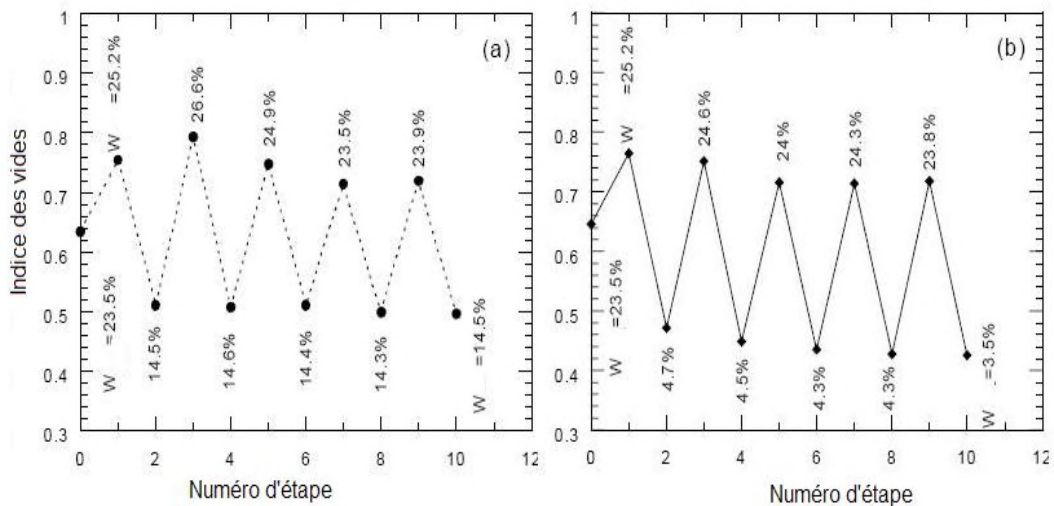 (a)
Indice des vides
1
0.9
0.8
0.7
0.6
0.5
0.4
0.3
W =25.2%
26.6%
24.9%
23.5%
23.9%
W =23.5%
14.5%
14.6%
14.4%
14.3%
W =14.5%
0 2 4 6 8 10 12
Numéro d'étape
(b)
1
0.9
0.8
0.7
0.6
0.5
0.4
0.3
W =25.2%
24.6%
24%
24.3%
23.8%
W =23.5%
4.7%
4.5%
4.3%
4.3%
W =3.5%
0 2 4 6 8 10 12
Numéro d'étape